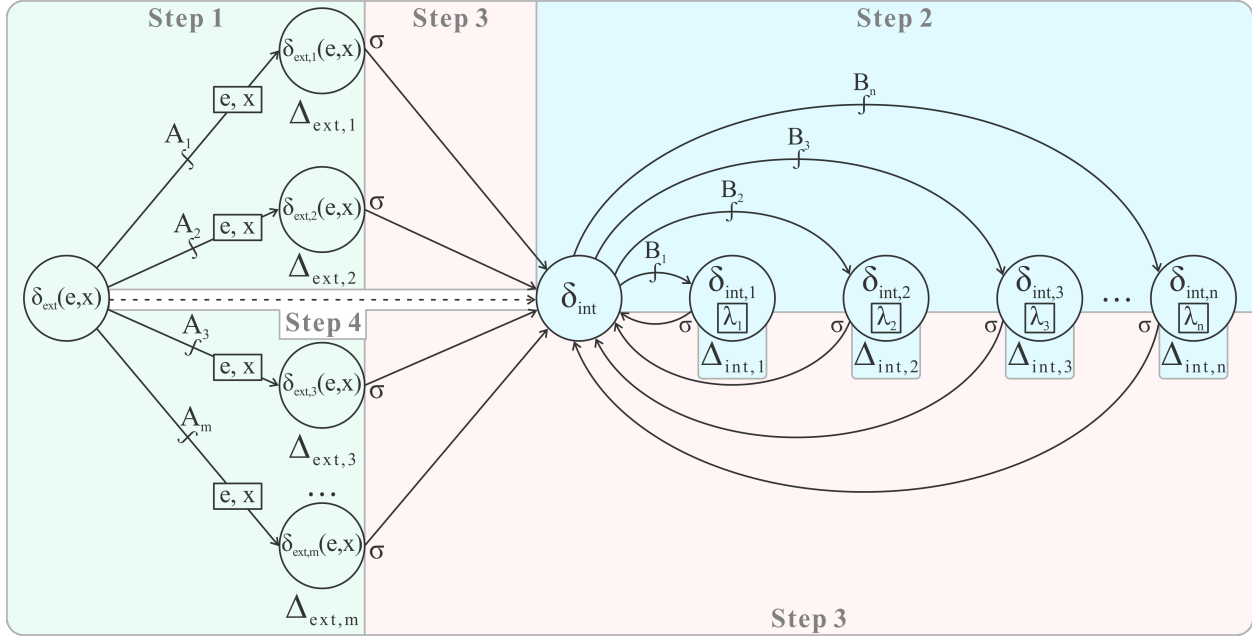 Step 1
Step 3
Step 2
δext,1(e,x)
σ
e, x
Δext,1
A1
Bn
B3
B2
B1
δext,2(e,x)
σ
A2
e, x
Δext,2
δext(e,x)
δint
δint,1
λ1
σ
Δint,1
δint,2
λ2
σ
Δint,2
δint,3
λ3
σ
Δint,3
...
δint,n
λn
σ
Δint,n
Step 4
A3
e, x
δext,3(e,x)
σ
Δext,3
Am
...
e, x
δext,m(e,x)
σ
Δext,m
Step 3